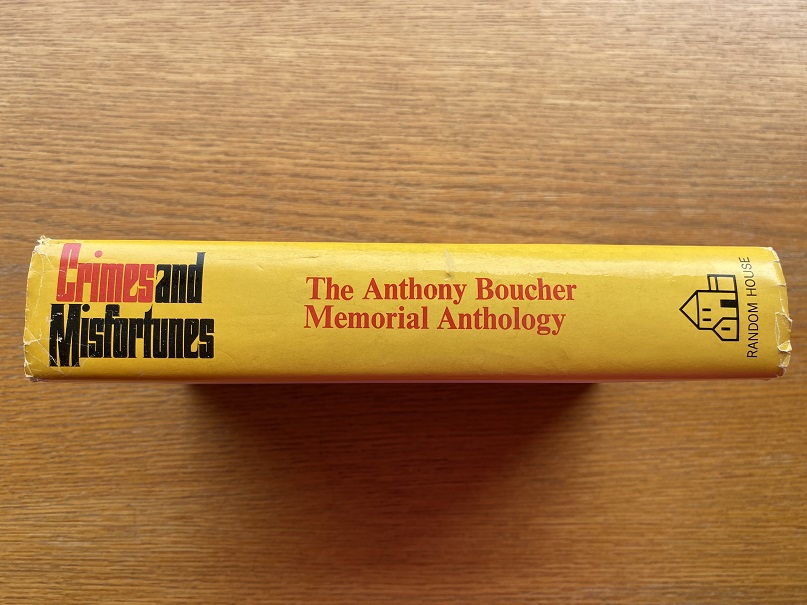 Crimes and
Misfortunes
The Anthony Boucher
Memorial Anthology
RANDOM HOUSE